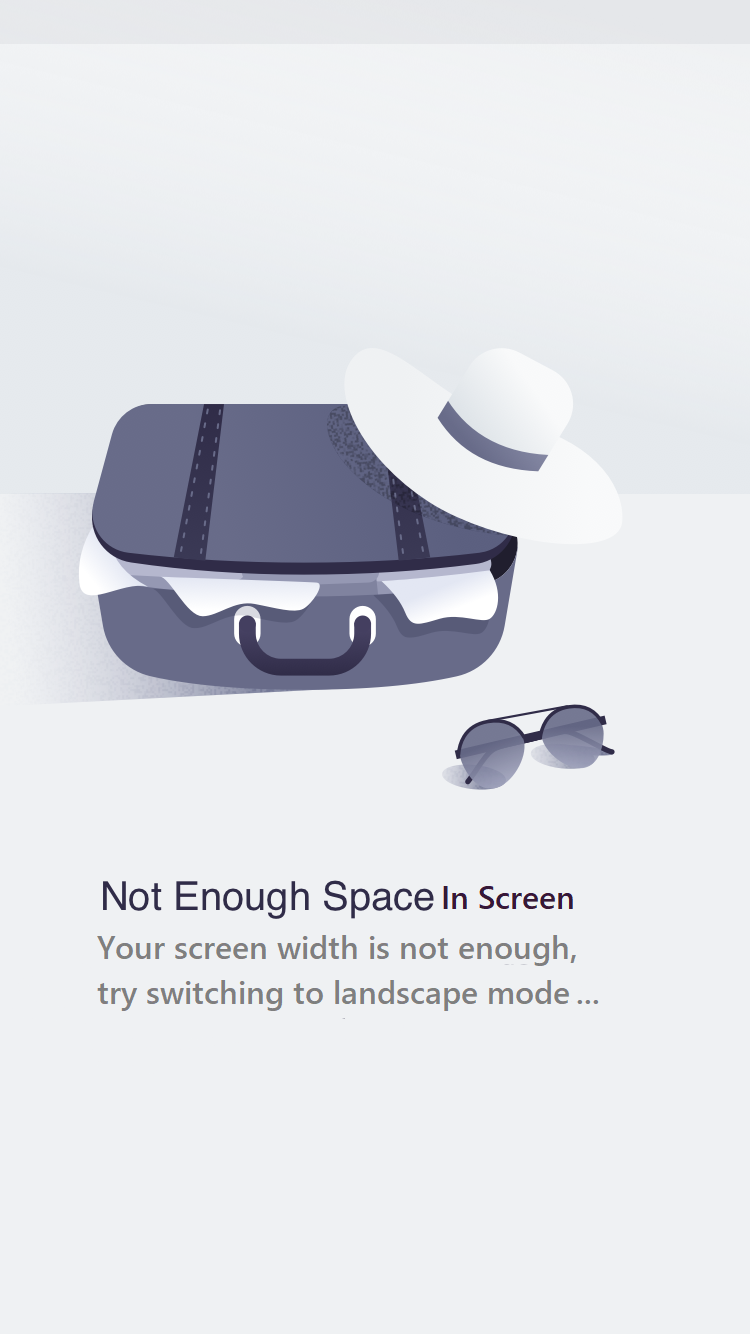 Not Enough Space In Screen
Your screen width is not enough,
try switching to landscape mode ...